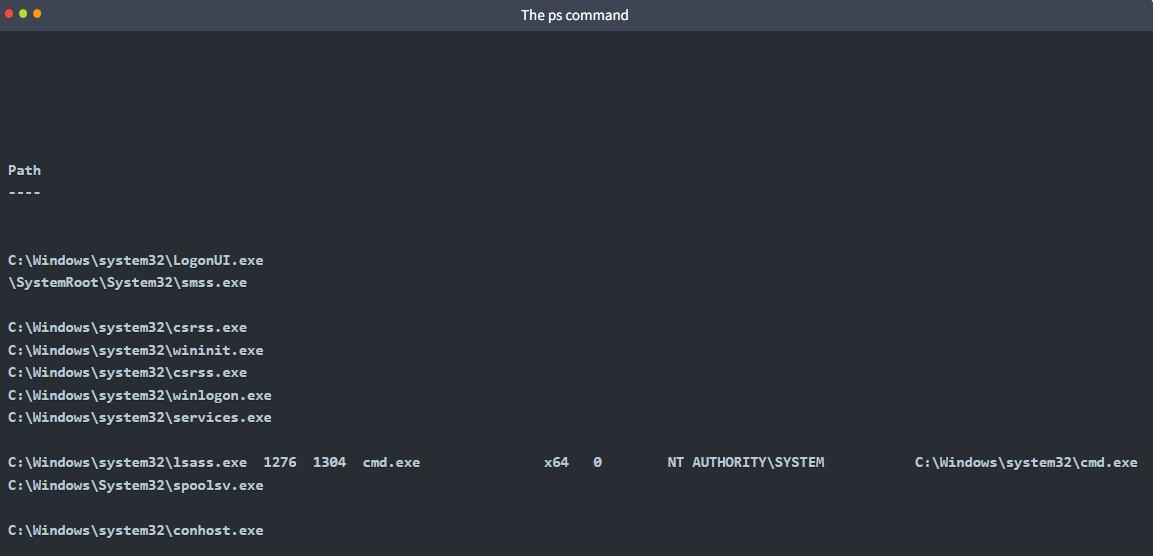 The ps command
Path
----
C:\Windows\system32\LogonUI.exe
\SystemRoot\System32\smss.exe
C:\Windows\system32\csrss.exe
C:\Windows\system32\wininit.exe
C:\Windows\system32\csrss.exe
C:\Windows\system32\winlogon.exe
C:\Windows\system32\services.exe
C:\Windows\system32\lsass.exe  1276  1304  cmd.exe               x64   0        NT AUTHORITY\SYSTEM           C:\Windows\system32\cmd.exe
C:\Windows\System32\spoolsv.exe
C:\Windows\system32\conhost.exe